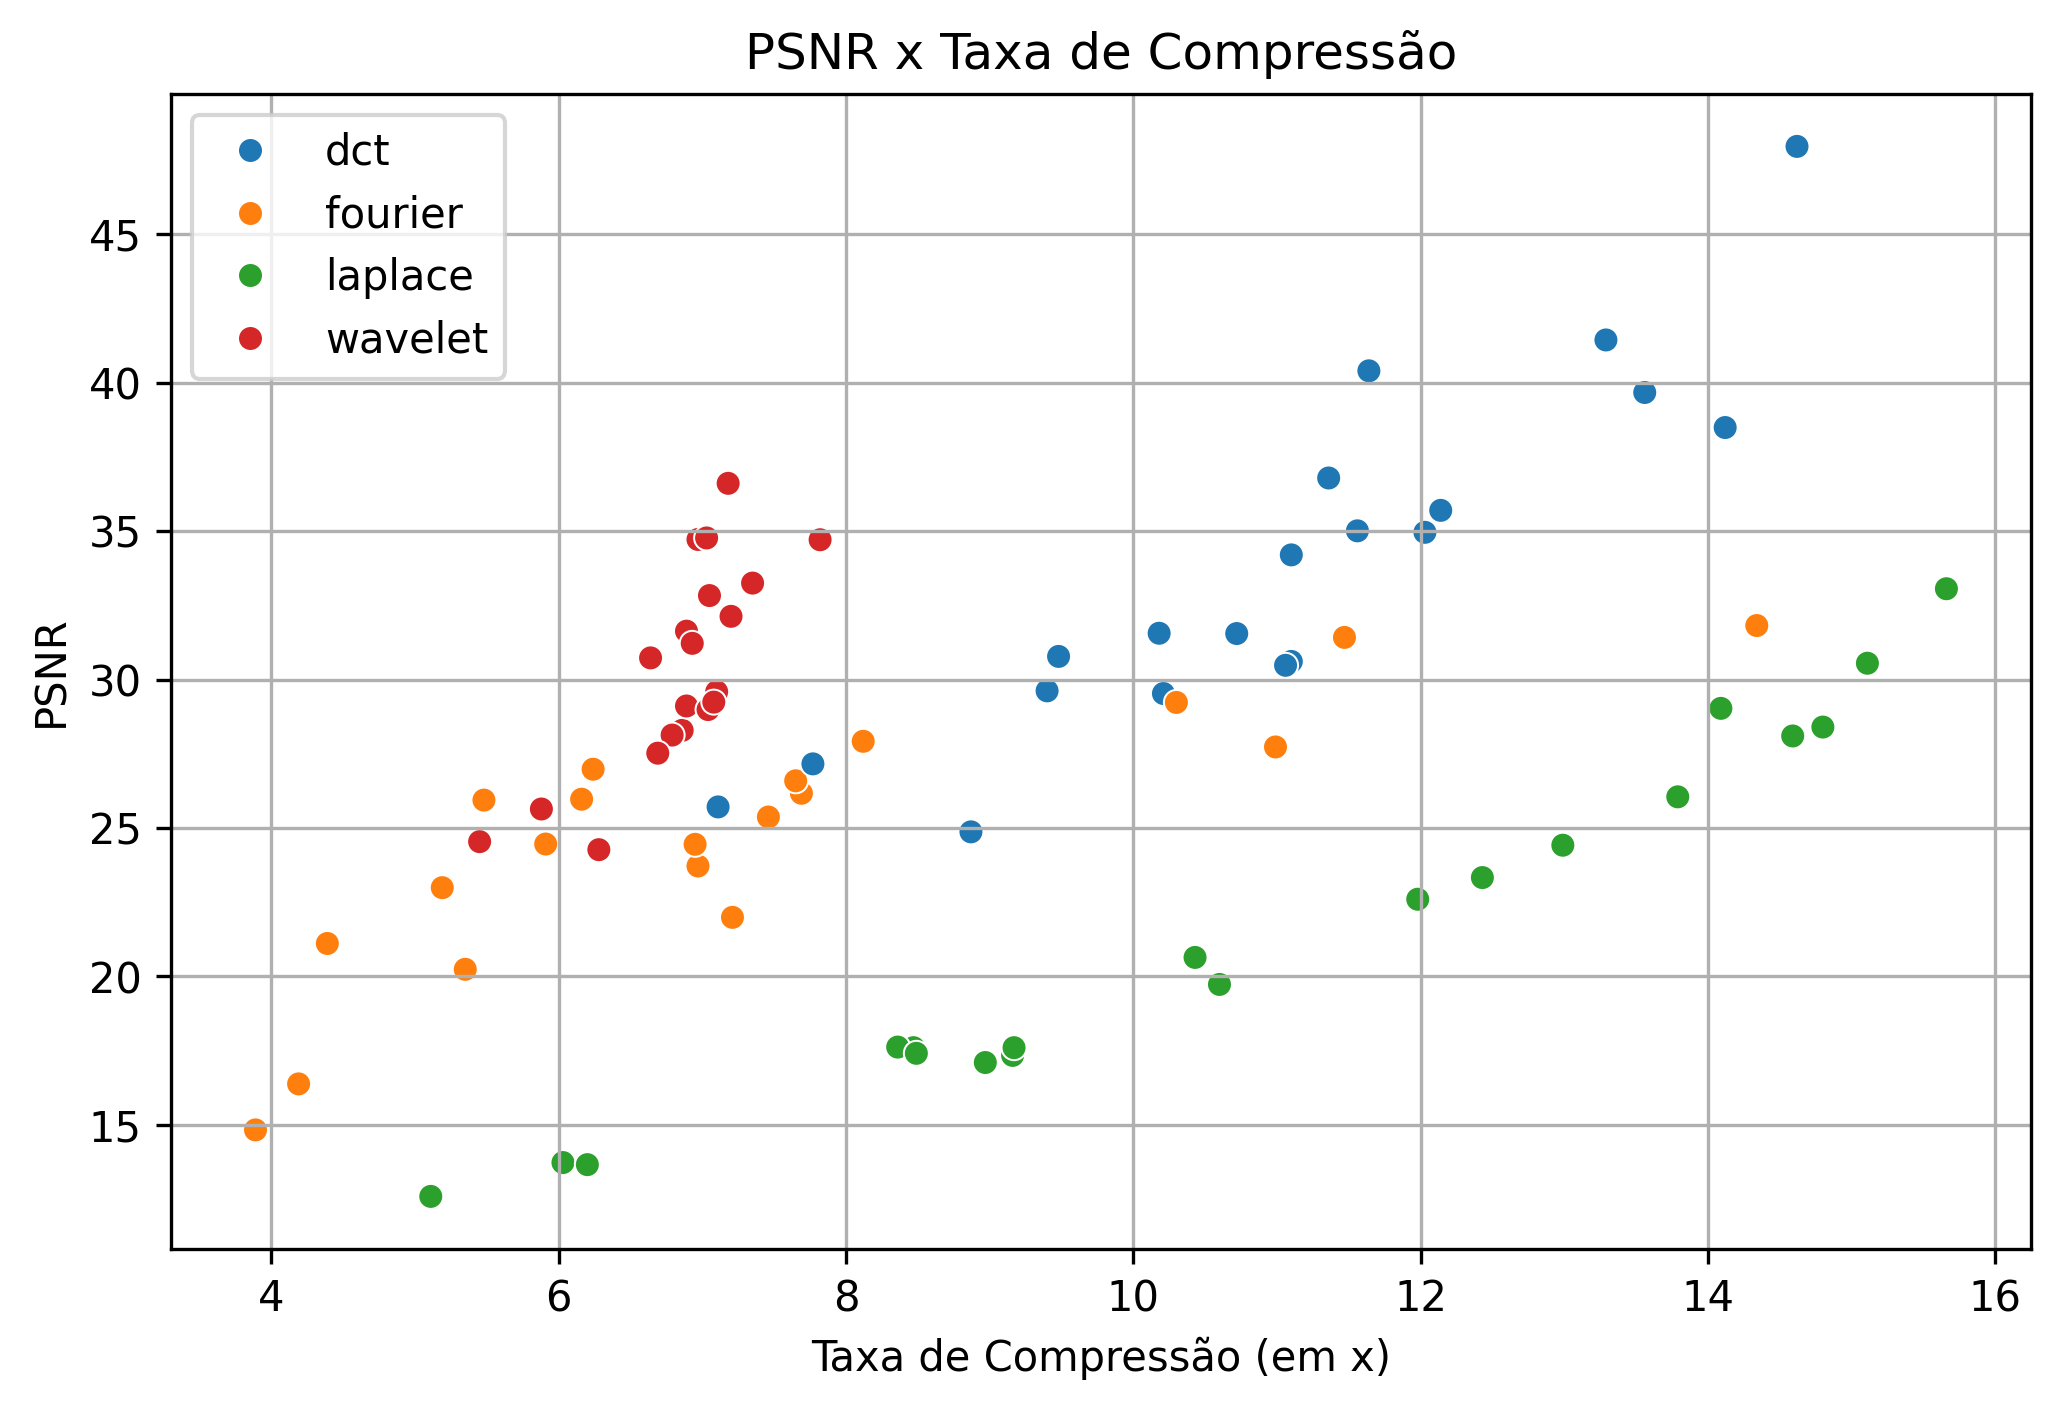 PSNR x Taxa de Compressão
dct
fourier
laplace
wavelet
PSNR
45
40
35
30
25
20
15
4 6 8 10 12 14 16
Taxa de Compressão (em x)